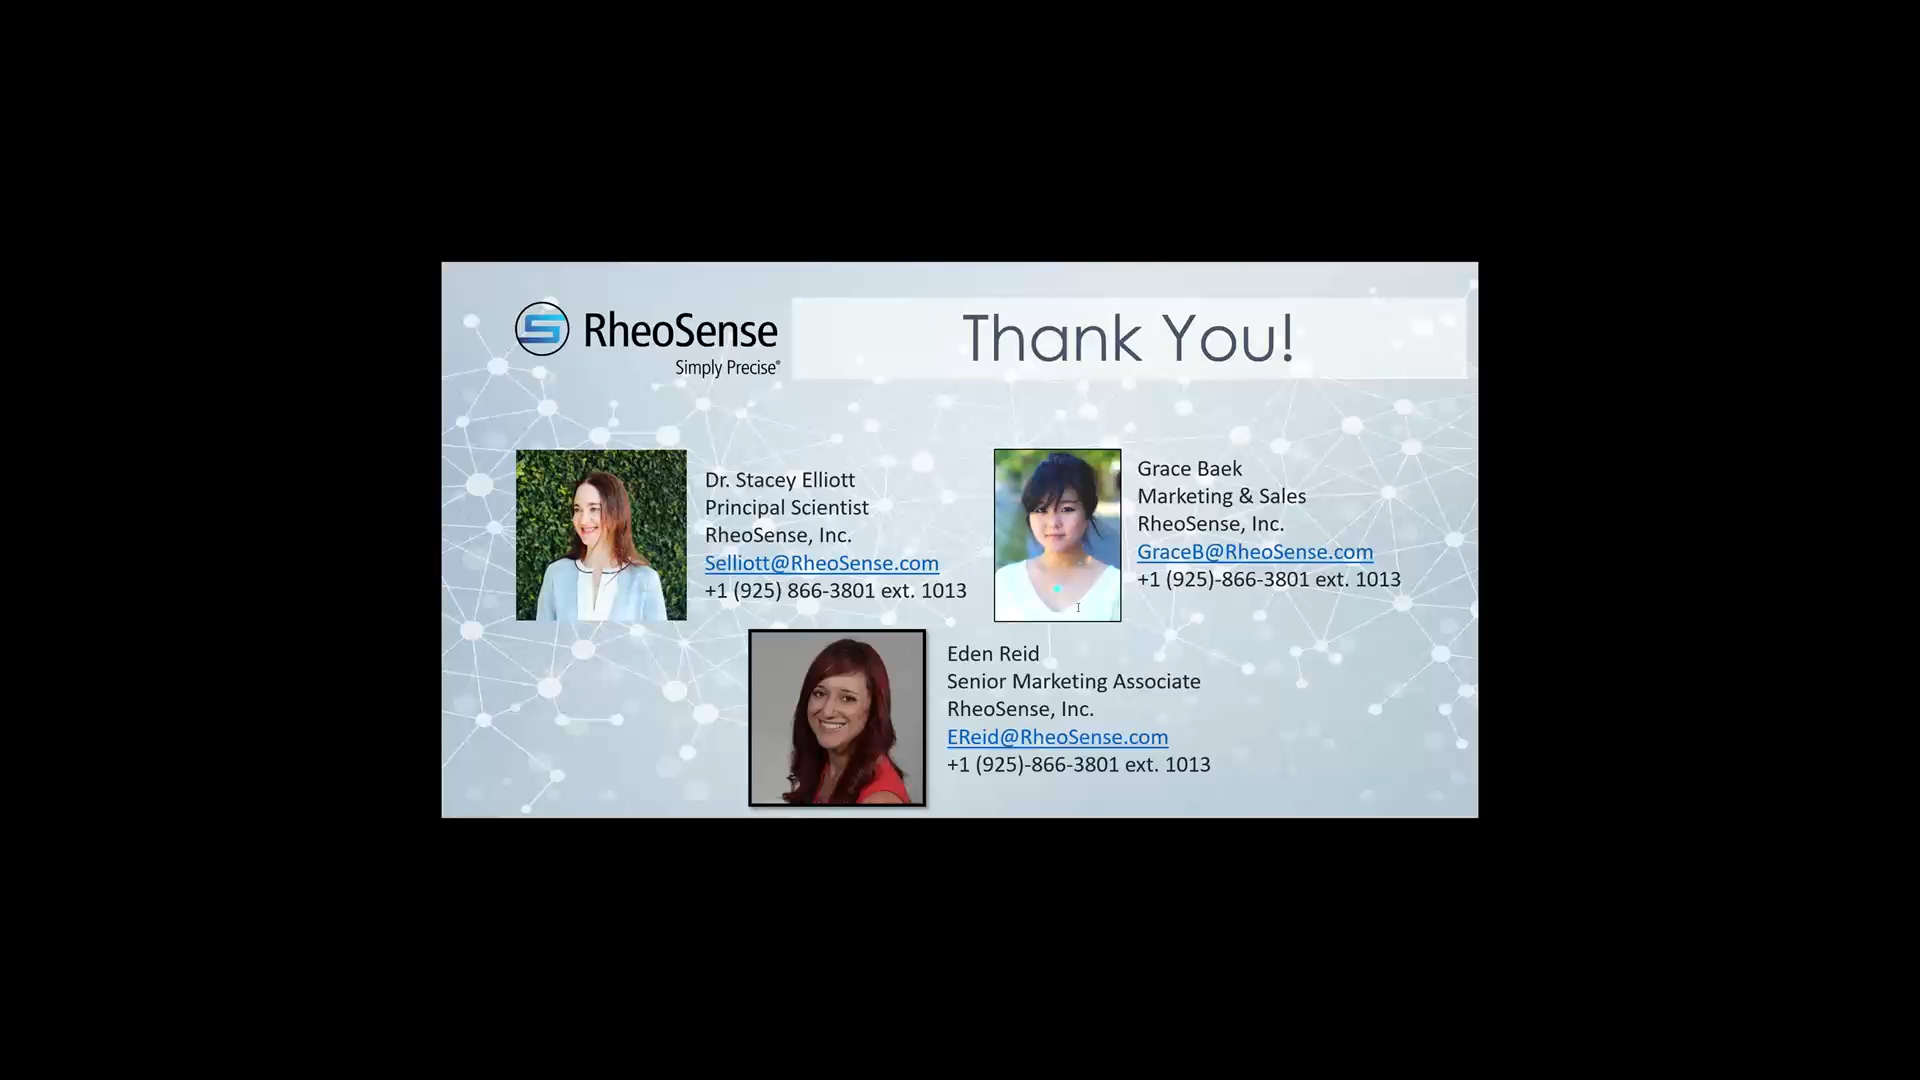 RheoSense
Simply Precise®
Thank You!
Dr. Stacey Elliott
Principal Scientist
RheoSense, Inc.
Selliott@RheoSense.com
+1 (925) 866-3801 ext. 1013
Grace Baek
Marketing & Sales
RheoSense, Inc.
GraceB@RheoSense.com
+1 (925)-866-3801 ext. 1013
Eden Reid
Senior Marketing Associate
RheoSense, Inc.
EReid@RheoSense.com
+1 (925)-866-3801 ext. 1013